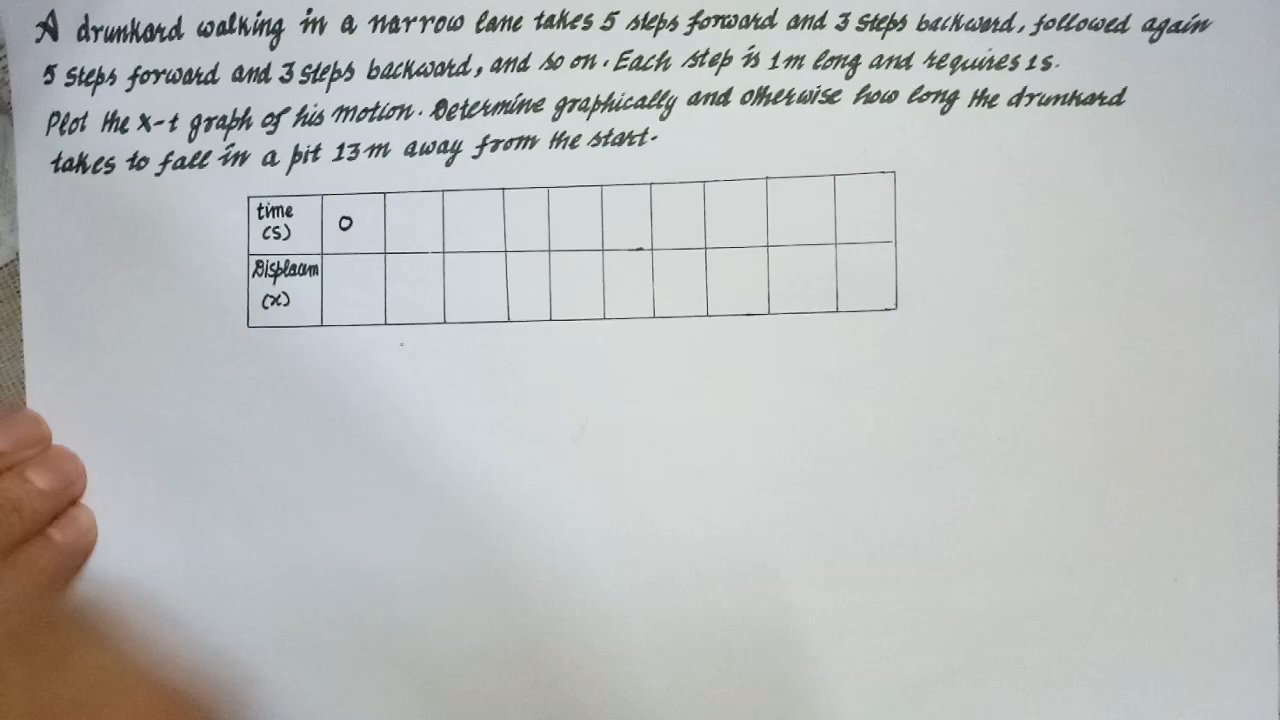 A drunkard walking in a narrow lane takes 5 steps forward and 3 steps backward, followed again
5 steps forward and 3 steps backward, and so on. Each step is 1m long and requires 1s.
Plot the x-t graph of his motion. Determine graphically and otherwise how long the drunkard
takes to fall in a pit 13m away from the start.
time
(s)
0
Displacm
(x)